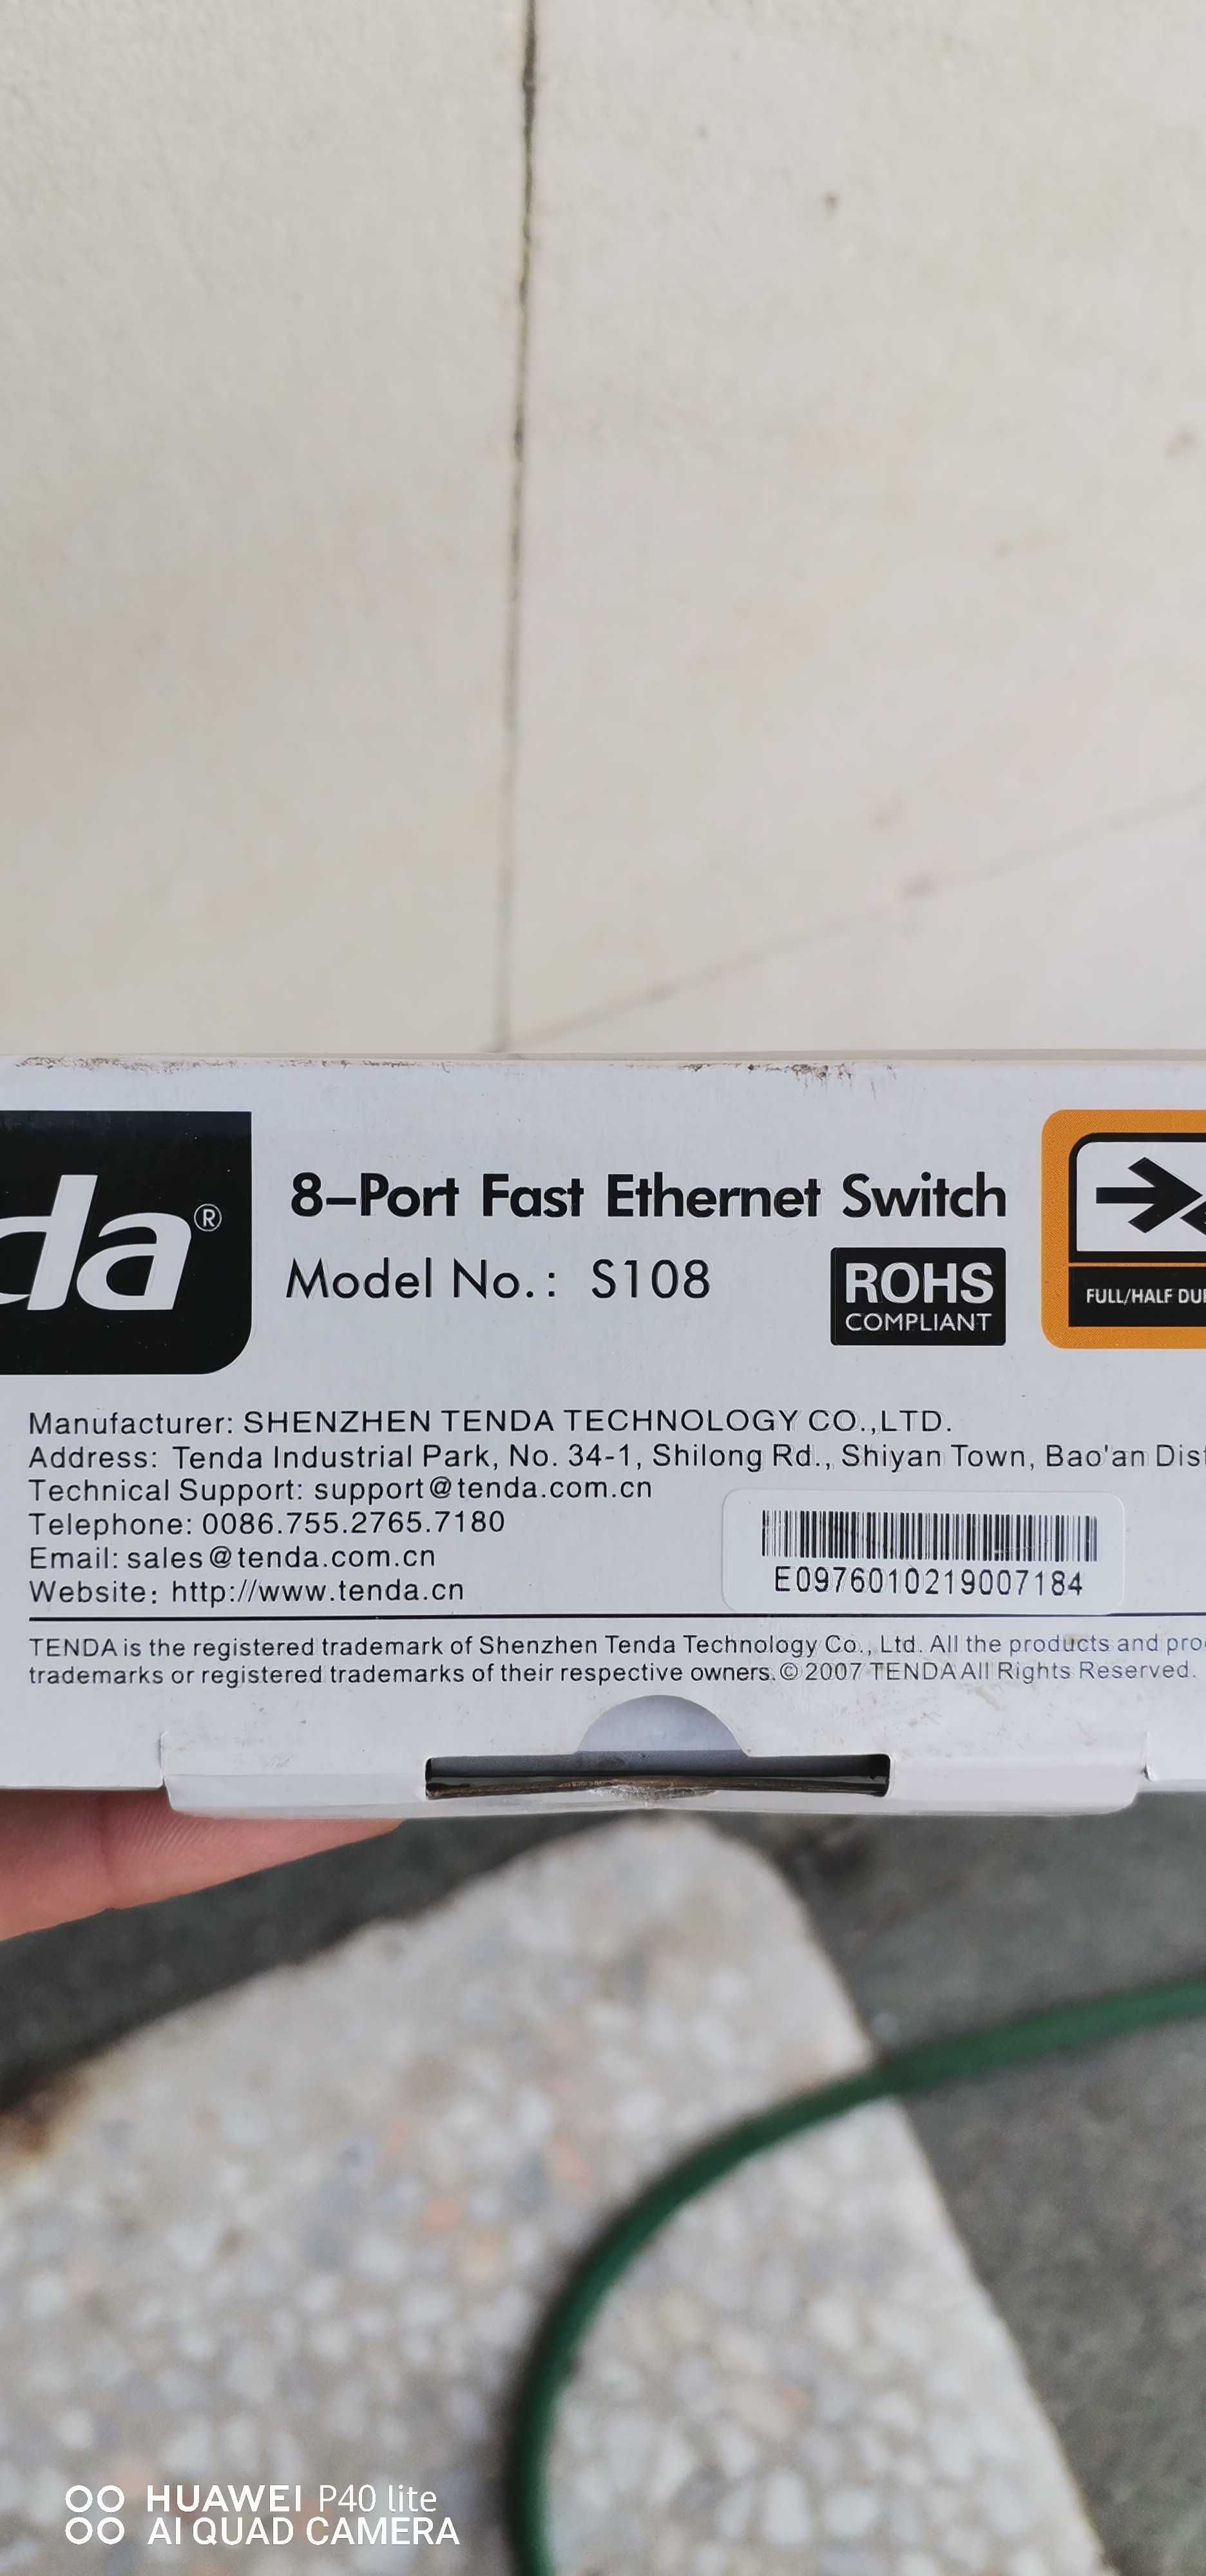 da®
8-Port Fast Ethernet Switch
Model No.: S108
ROHS
COMPLIANT
FULL/HALF
Manufacturer: SHENZHEN TENDA TECHNOLOGY CO.,LTD.
Address: Tenda Industrial Park, No. 34-1, Shilong Rd., Shiyan Town, Bao'an Dis
Technical Support: support@tenda.com.cn
Telephone: 0086.755.2765.7180
Email: sales@tenda.com.cn
Website: http://www.tenda.cn
E0976010219007184
TENDA is the registered trademark of Shenzhen Tenda Technology Co., Ltd. All the products and pro
trademarks or registered trademarks of their respective owners.© 2007 TENDA All Rights Reserved.
HUAWEI P40 lite
AI QUAD CAMERA